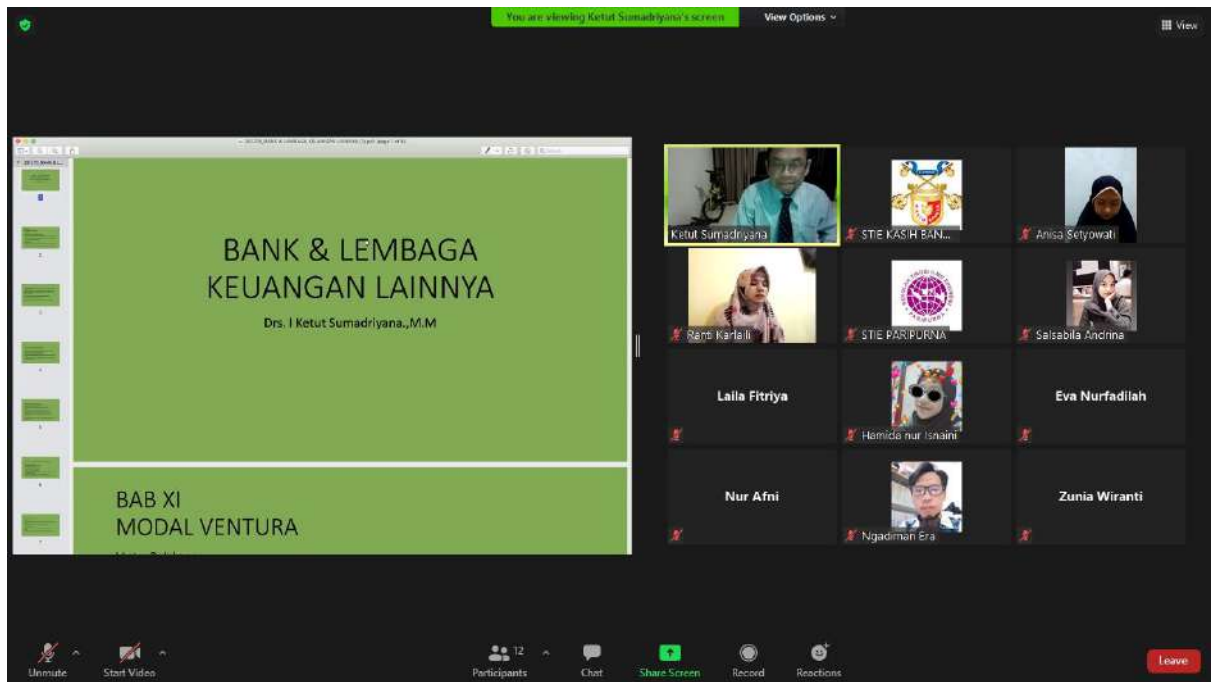 You are viewing Ketut Sumadriyana's screen
View Options
View
BANK & LEMBAGA
KEUANGAN LAINNYA
Drs. I Ketut Sumadriyana.,M.M
BAB XI
MODAL VENTURA
Ketut Sumadriyana
STIE KASIH BAN...
Anisa Setyowati
Ranti Karlaili
STIE PARIPURNA
Salsabila Andrina
Laila Fitriya
Hamida nur Isnaini
Eva Nurfadilah
Nur Afni
Ngadiman Era
Zunia Wiranti
Unmute
Start Video
12
Participants
Chat
Share Screen
Record
Reactions
Leave